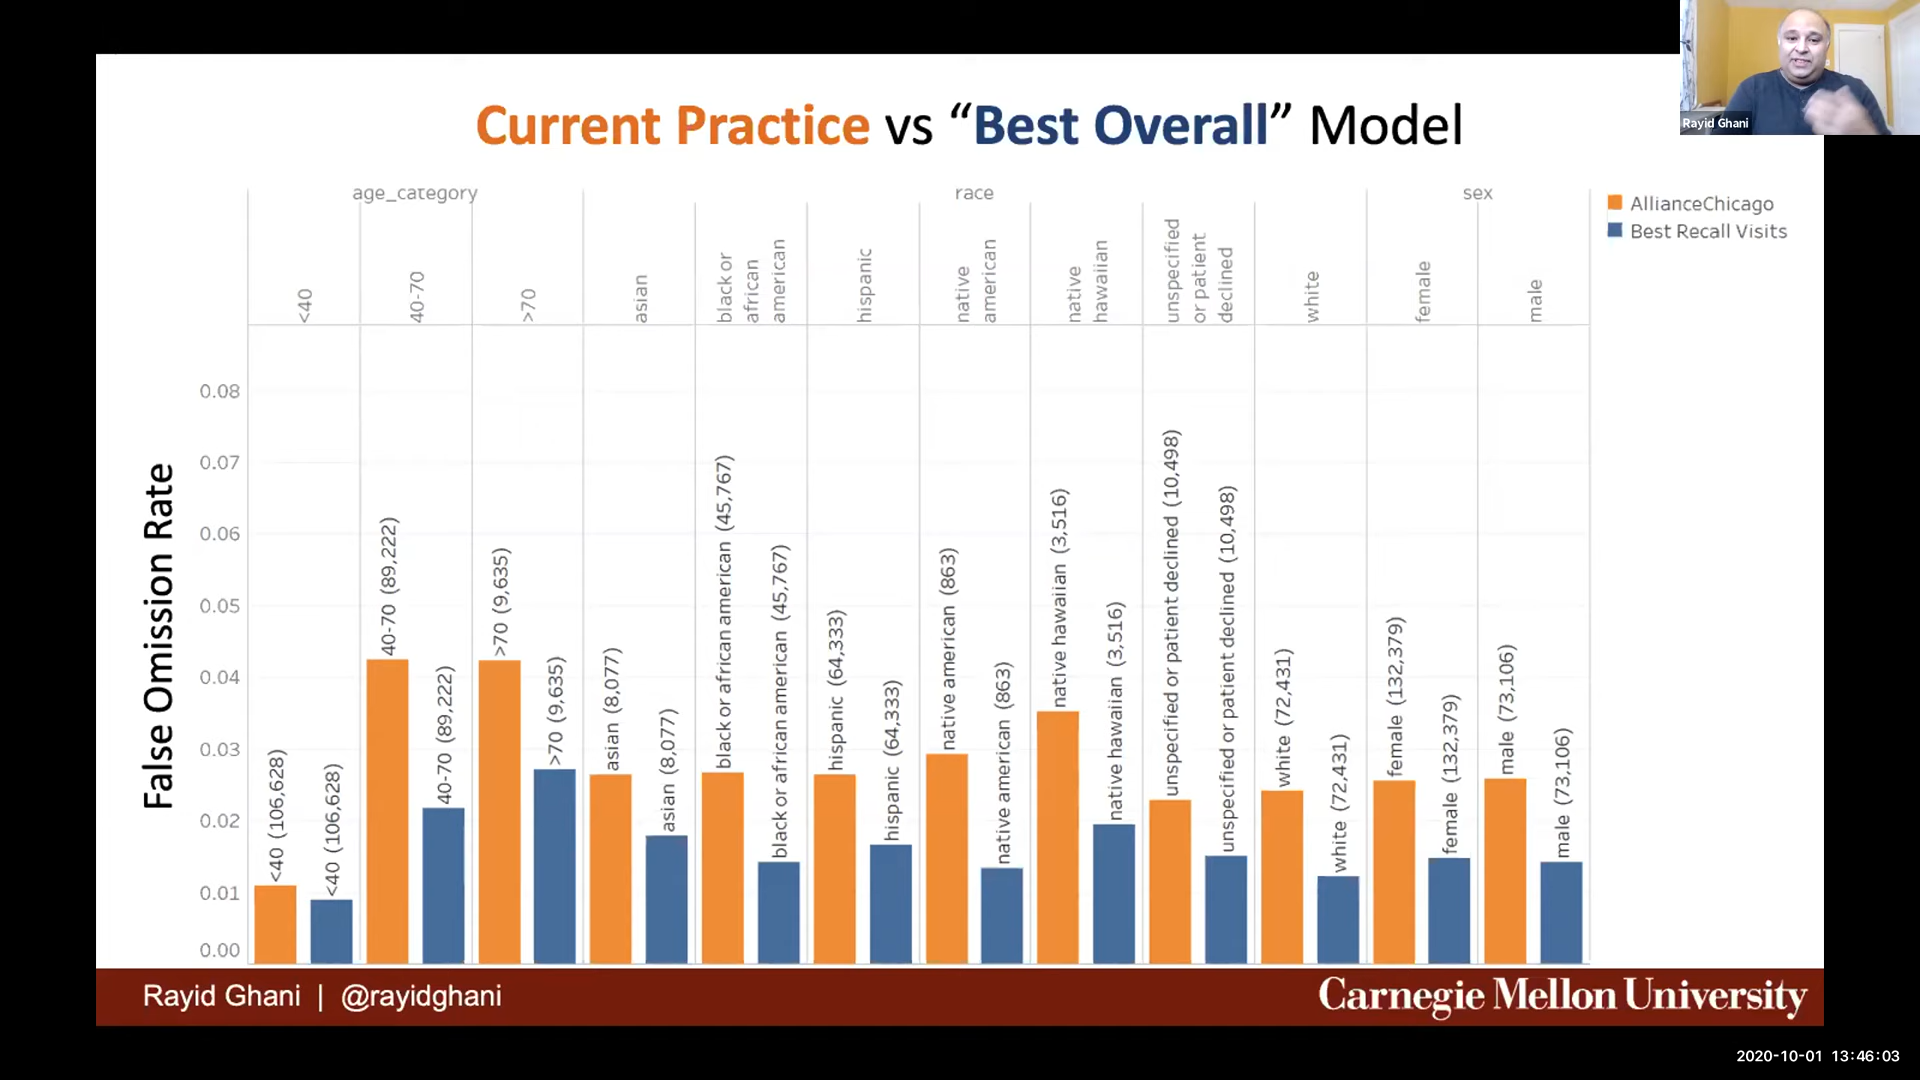 Rayid Ghani
Current Practice vs “Best Overall” Model
age_category
race
sex
AllianceChicago
Best Recall Visits
<40
40-70
>70
asian
black or
african
american
hispanic
native
american
native
hawaiian
unspecified
or patient
declined
white
female
male
False Omission Rate
0.08
0.07
0.06
0.05
0.04
0.03
0.02
0.01
0.00
<40 (106,628)
<40 (106,628)
40-70 (89,222)
40-70 (89,222)
>70 (9,635)
>70 (9,635)
asian (8,077)
asian (8,077)
black or african american (45,767)
black or african american (45,767)
hispanic (64,333)
hispanic (64,333)
native american (863)
native american (863)
native hawaiian (3,516)
native hawaiian (3,516)
unspecified or patient declined (10,498)
unspecified or patient declined (10,498)
white (72,431)
white (72,431)
female (132,379)
female (132,379)
male (73,106)
male (73,106)
Rayid Ghani | @rayidghani
Carnegie Mellon University
2020-10-01 13:46:03